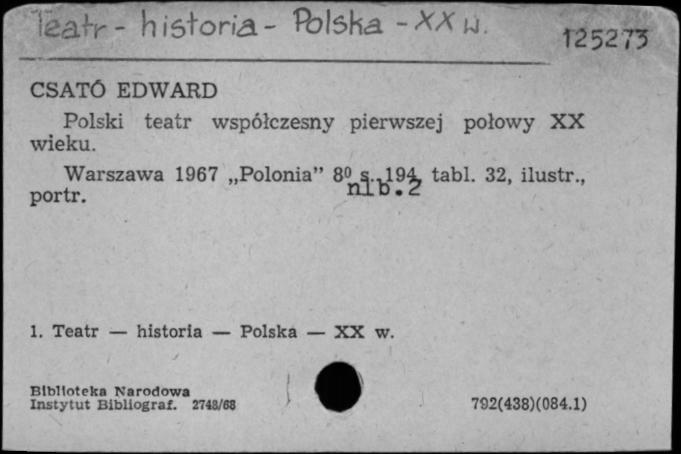 Teatr - historia - Polska - XX w.
125273
CSATÓ EDWARD
Polski teatr współczesny pierwszej połowy XX
wieku.
Warszawa 1967 „Polonia” 8⁰ s. 194, tabl. 32, ilustr.,
nlb.2
portr.
1. Teatr — historia — Polska — XX w.
Biblioteka Narodowa
Instytut Bibliograf. 2748/68
792(438)(084.1)